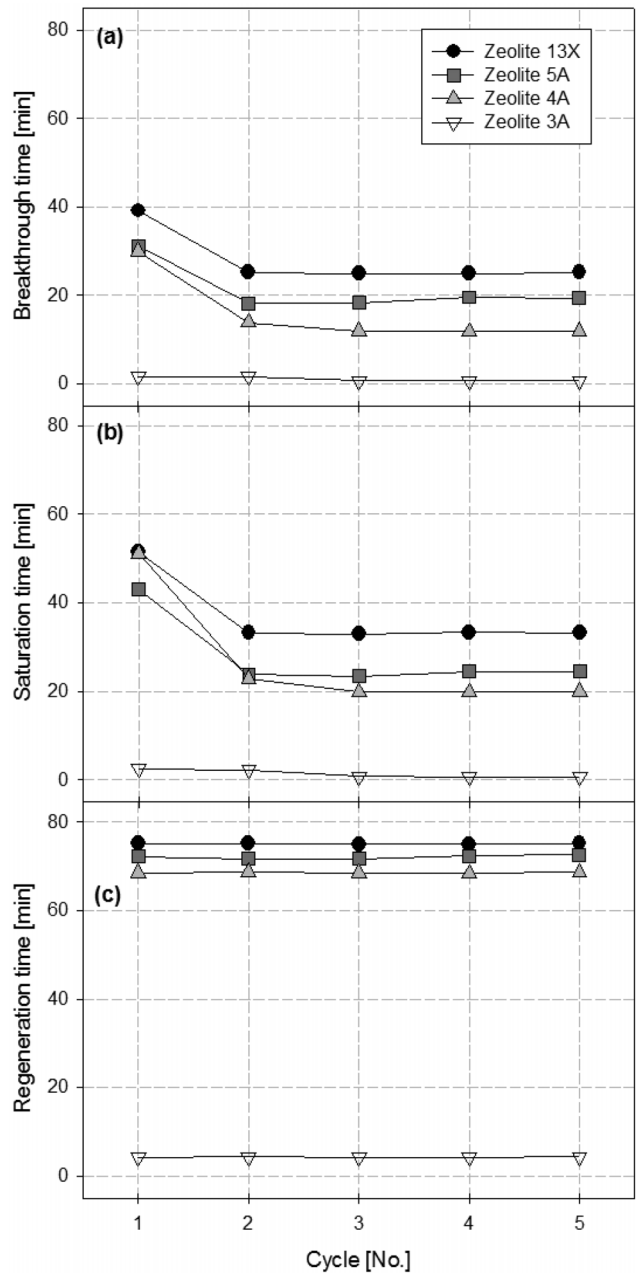 (a)
Zeolite 13X
Zeolite 5A
Zeolite 4A
Zeolite 3A
Breakthrough time [min]
80
60
40
20
0
(b)
Saturation time [min]
80
60
40
20
0
(c)
Regeneration time [min]
80
60
40
20
0
1 2 3 4 5
Cycle [No.]